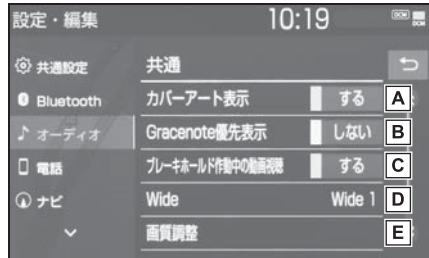 設定・編集 10:19 DCM DCM
共通設定 共通
Bluetooth カバーアート表示 する A
オーディオ Gracenote優先表示 しない B
電話 ブレーキホールド作動中の動画視聴 する C
ナビ Wide Wide 1 D
画質調整 E